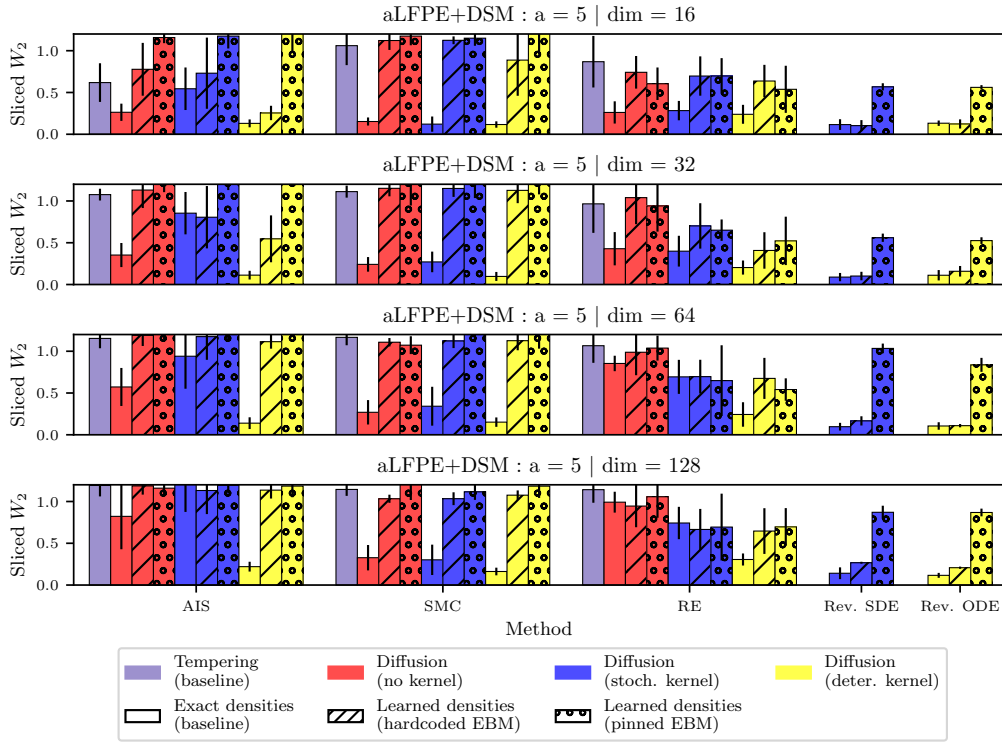 aLFPE+DSM : a = 5 | dim = 16
Sliced W₂
1.0
0.5
0.0
aLFPE+DSM : a = 5 | dim = 32
Sliced W₂
1.0
0.5
0.0
aLFPE+DSM : a = 5 | dim = 64
Sliced W₂
1.0
0.5
0.0
aLFPE+DSM : a = 5 | dim = 128
Sliced W₂
1.0
0.5
0.0
AIS SMC RE Rev. SDE Rev. ODE
Method
Tempering Diffusion Diffusion Diffusion
(baseline) (no kernel) (stoch. kernel) (deter. kernel)
Exact densities Learned densities Learned densities
(baseline) (hardcoded EBM) (pinned EBM)